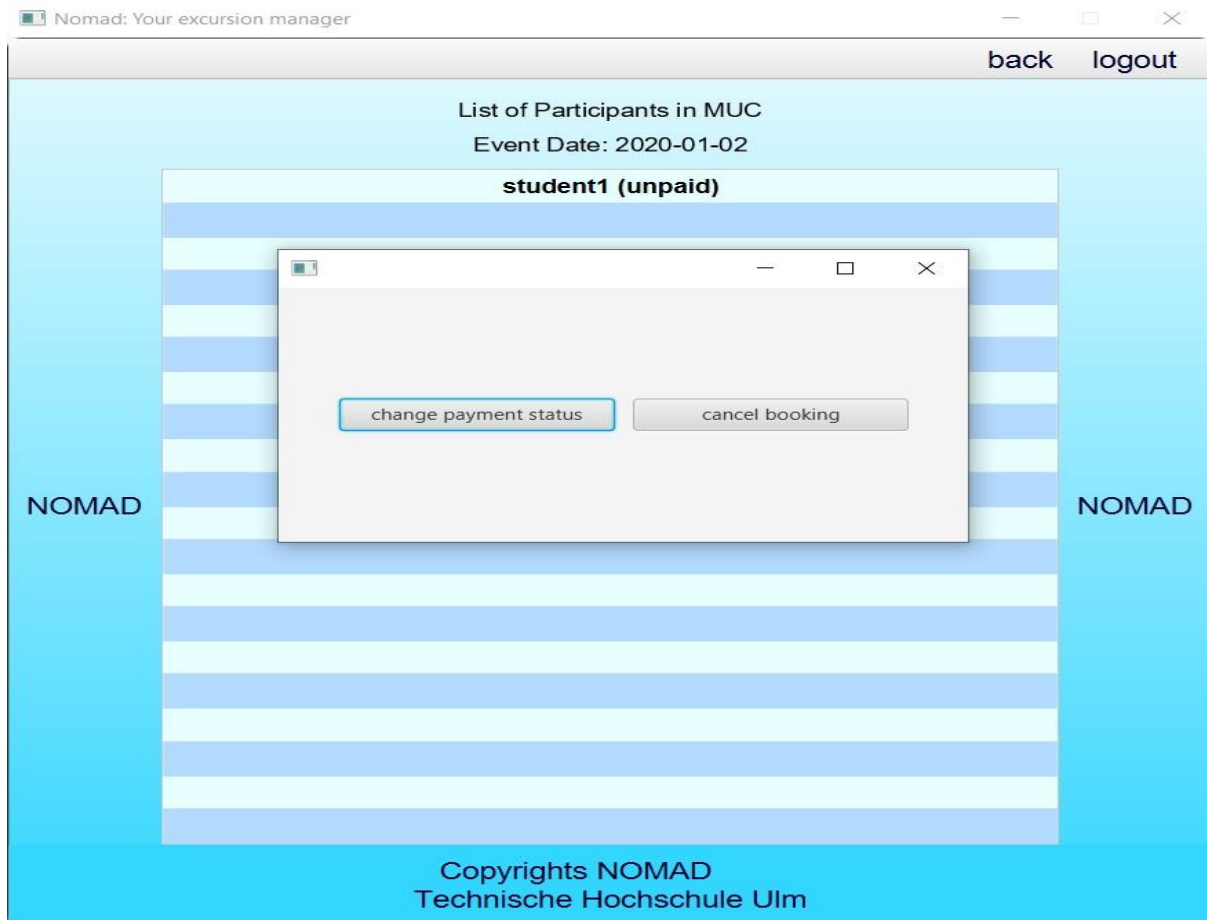 Nomad: Your excursion manager
back logout
List of Participants in MUC
Event Date: 2020-01-02
student1 (unpaid)
change payment status cancel booking
NOMAD NOMAD
Copyrights NOMAD
Technische Hochschule Ulm